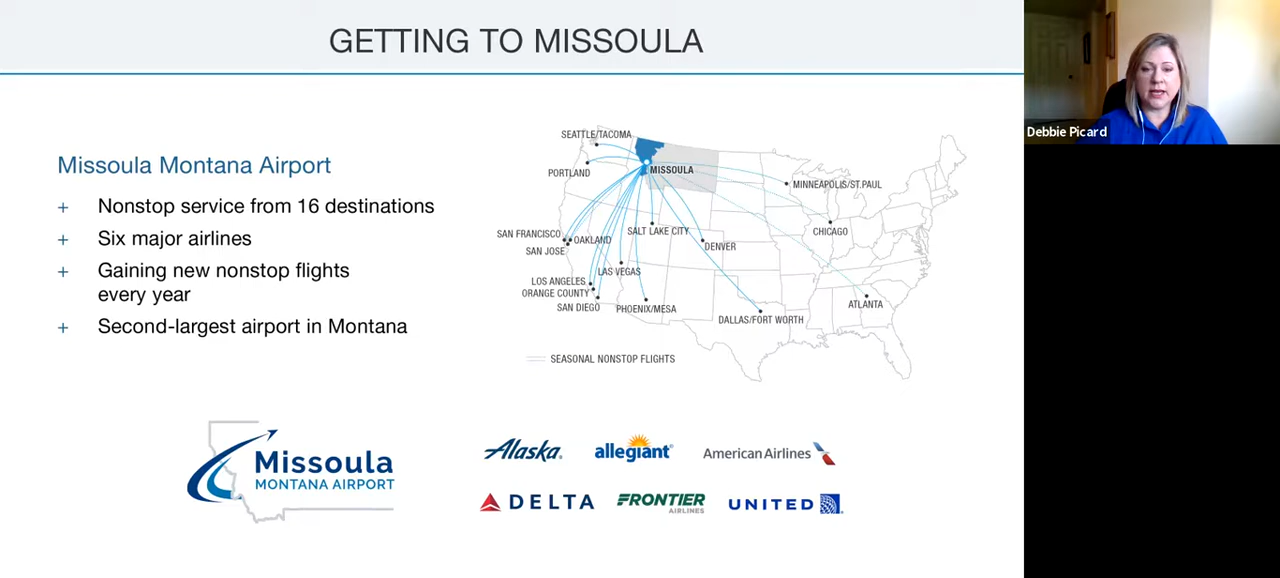 GETTING TO MISSOULA
Debbie Picard
Missoula Montana Airport
+ Nonstop service from 16 destinations
+ Six major airlines
+ Gaining new nonstop flights
every year
+ Second-largest airport in Montana
SEATTLE/TACOMA
PORTLAND
MISSOULA
MINNEAPOLIS/ST.PAUL
SAN FRANCISCO
OAKLAND
SAN JOSE
SALT LAKE CITY
DENVER
CHICAGO
LAS VEGAS
LOS ANGELES
ORANGE COUNTY
SAN DIEGO
PHOENIX/MESA
DALLAS/FORT WORTH
ATLANTA
SEASONAL NONSTOP FLIGHTS
Missoula
MONTANA AIRPORT
Alaska
allegiant
American Airlines
DELTA
FRONTIER
AIRLINES
UNITED